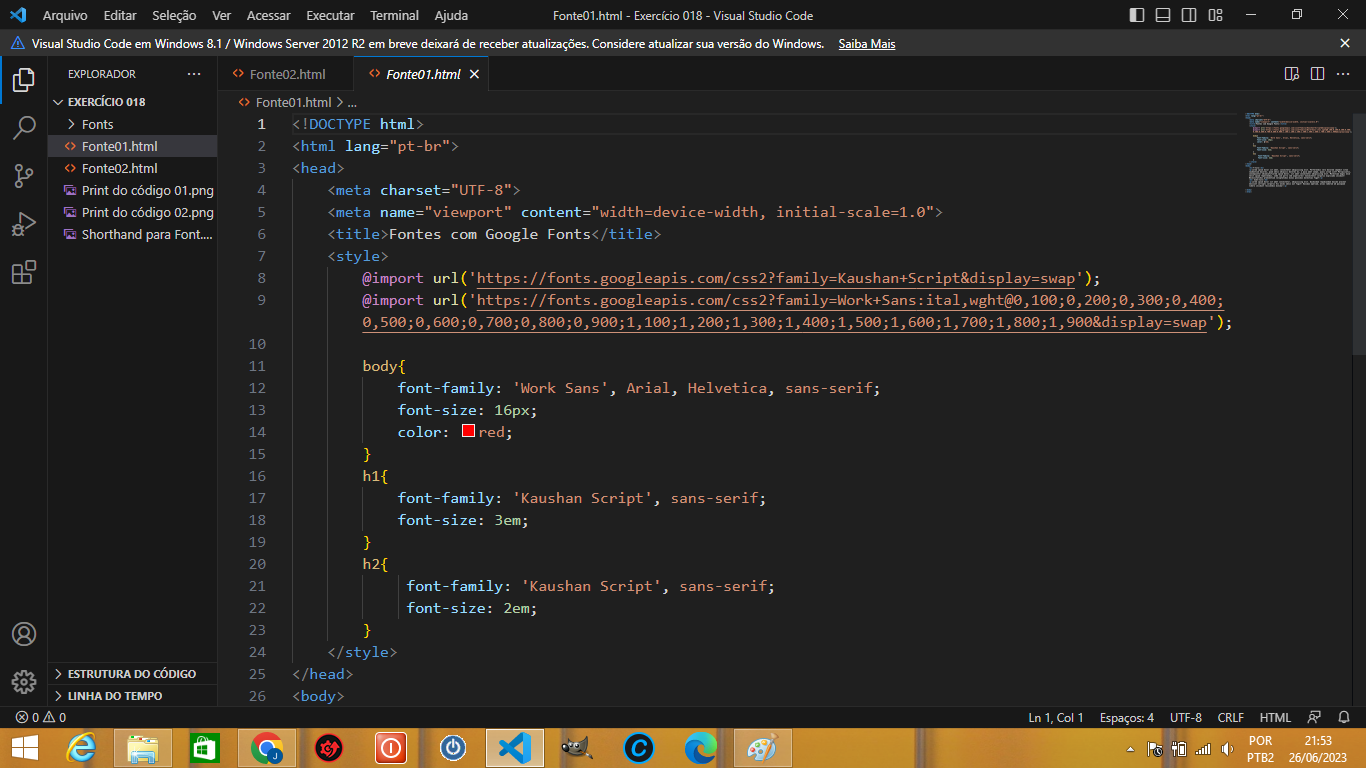 Arquivo Editar Seleção Ver Acessar Executar Terminal Ajuda Fonte01.html - Exercício 018 - Visual Studio Code
Visual Studio Code em Windows 8.1 / Windows Server 2012 R2 em breve deixará de receber atualizações. Considere atualizar sua versão do Windows. Saiba Mais
EXPLORADOR
EXERCÍCIO 018
Fonts
Fonte01.html
Fonte02.html
Print do código 01.png
Print do código 02.png
Shorthand para Font....
ESTRUTURA DO CÓDIGO
LINHA DO TEMPO
Fonte02.html Fonte01.html
Fonte01.html > ...
1 <!DOCTYPE html>
2 <html lang="pt-br">
3 <head>
4 <meta charset="UTF-8">
5 <meta name="viewport" content="width=device-width, initial-scale=1.0">
6 <title>Fontes com Google Fonts</title>
7 <style>
8 @import url('https://fonts.googleapis.com/css2?family=Kaushan+Script&display=swap');
9 @import url('https://fonts.googleapis.com/css2?family=Work+Sans:ital,wght@0,100;0,200;0,300;0,400;
0,500;0,600;0,700;0,800;0,900;1,100;1,200;1,300;1,400;1,500;1,600;1,700;1,800;1,900&display=swap');
10
11 body{
12 font-family: 'Work Sans', Arial, Helvetica, sans-serif;
13 font-size: 16px;
14 color: red;
15 }
16 h1{
17 font-family: 'Kaushan Script', sans-serif;
18 font-size: 3em;
19 }
20 h2{
21 font-family: 'Kaushan Script', sans-serif;
22 font-size: 2em;
23 }
24 </style>
25 </head>
26 <body>
0 0 Ln 1, Col 1 Espaços: 4 UTF-8 CRLF HTML
POR 21:53
PTB2 26/06/2023